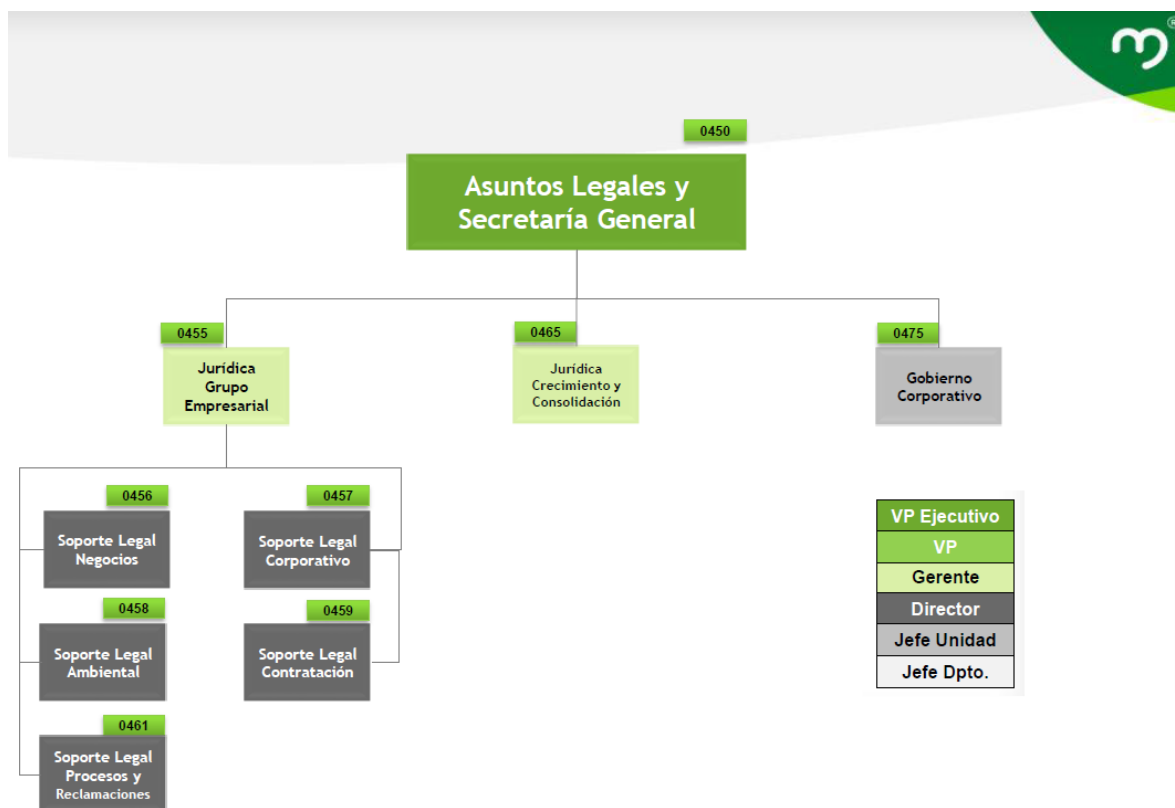 m®
0450
Asuntos Legales y
Secretaría General
0455
Jurídica
Grupo
Empresarial
0465
Jurídica
Crecimiento y
Consolidación
0475
Gobierno
Corporativo
0456
Soporte Legal
Negocios
0457
Soporte Legal
Corporativo
0458
Soporte Legal
Ambiental
0459
Soporte Legal
Contratación
0461
Soporte Legal
Procesos y
Reclamaciones
VP Ejecutivo
VP
Gerente
Director
Jefe Unidad
Jefe Dpto.